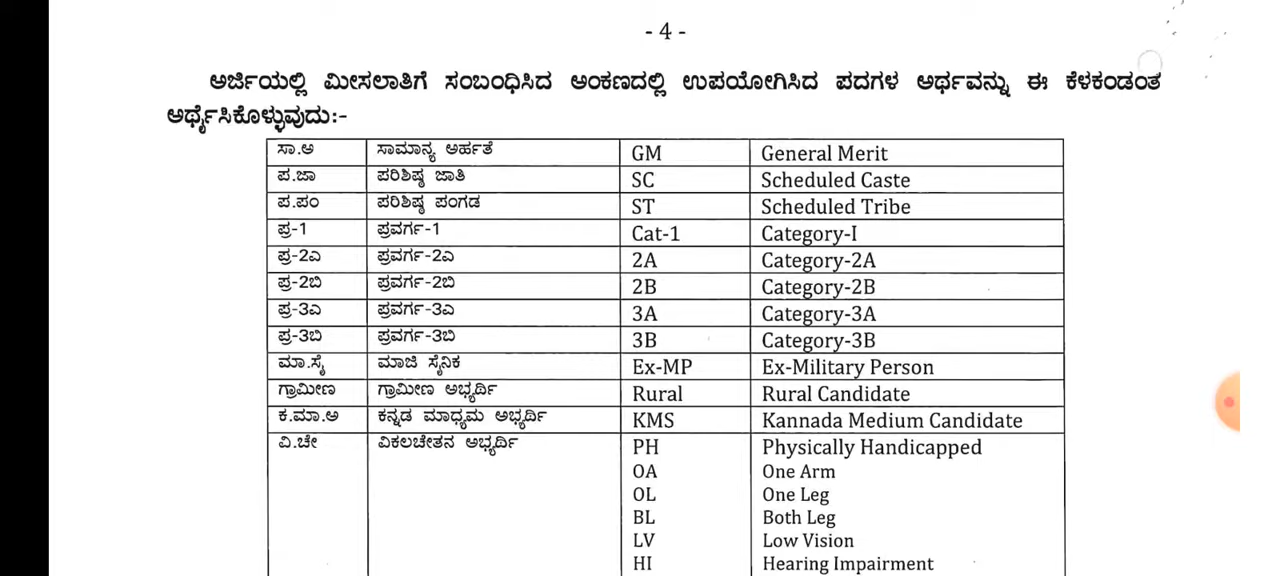 - 4 -
ಅರ್ಜಿಯಲ್ಲಿ ಮೀಸಲಾತಿಗೆ ಸಂಬಂಧಿಸಿದ ಅಂಕಣದಲ್ಲಿ ಉಪಯೋಗಿಸಿದ ಪದಗಳ ಅರ್ಥವನ್ನು ಈ ಕೆಳಕಂಡಂತೆ
ಅರ್ಥೈಸಿಕೊಳ್ಳುವುದು:-
ಸಾ.ಅ ಸಾಮಾನ್ಯ ಅರ್ಹತೆ GM General Merit
ಪ.ಜಾ ಪರಿಶಿಷ್ಠ ಜಾತಿ SC Scheduled Caste
ಪ.ಪಂ ಪರಿಶಿಷ್ಠ ಪಂಗಡ ST Scheduled Tribe
ಪ್ರ-1 ಪ್ರವರ್ಗ-1 Cat-1 Category-I
ಪ್ರ-2ಎ ಪ್ರವರ್ಗ-2ಎ 2A Category-2A
ಪ್ರ-2ಬಿ ಪ್ರವರ್ಗ-2ಬಿ 2B Category-2B
ಪ್ರ-3ಎ ಪ್ರವರ್ಗ-3ಎ 3A Category-3A
ಪ್ರ-3ಬಿ ಪ್ರವರ್ಗ-3ಬಿ 3B Category-3B
ಮಾ.ಸೈ ಮಾಜಿ ಸೈನಿಕ Ex-MP Ex-Military Person
ಗ್ರಾಮೀಣ ಗ್ರಾಮೀಣ ಅಭ್ಯರ್ಥಿ Rural Rural Candidate
ಕ.ಮಾ.ಅ ಕನ್ನಡ ಮಾಧ್ಯಮ ಅಭ್ಯರ್ಥಿ KMS Kannada Medium Candidate
ವಿ.ಚೇ ವಿಕಲಚೇತನ ಅಭ್ಯರ್ಥಿ PH Physically Handicapped
OA One Arm
OL One Leg
BL Both Leg
LV Low Vision
HI Hearing Impairment